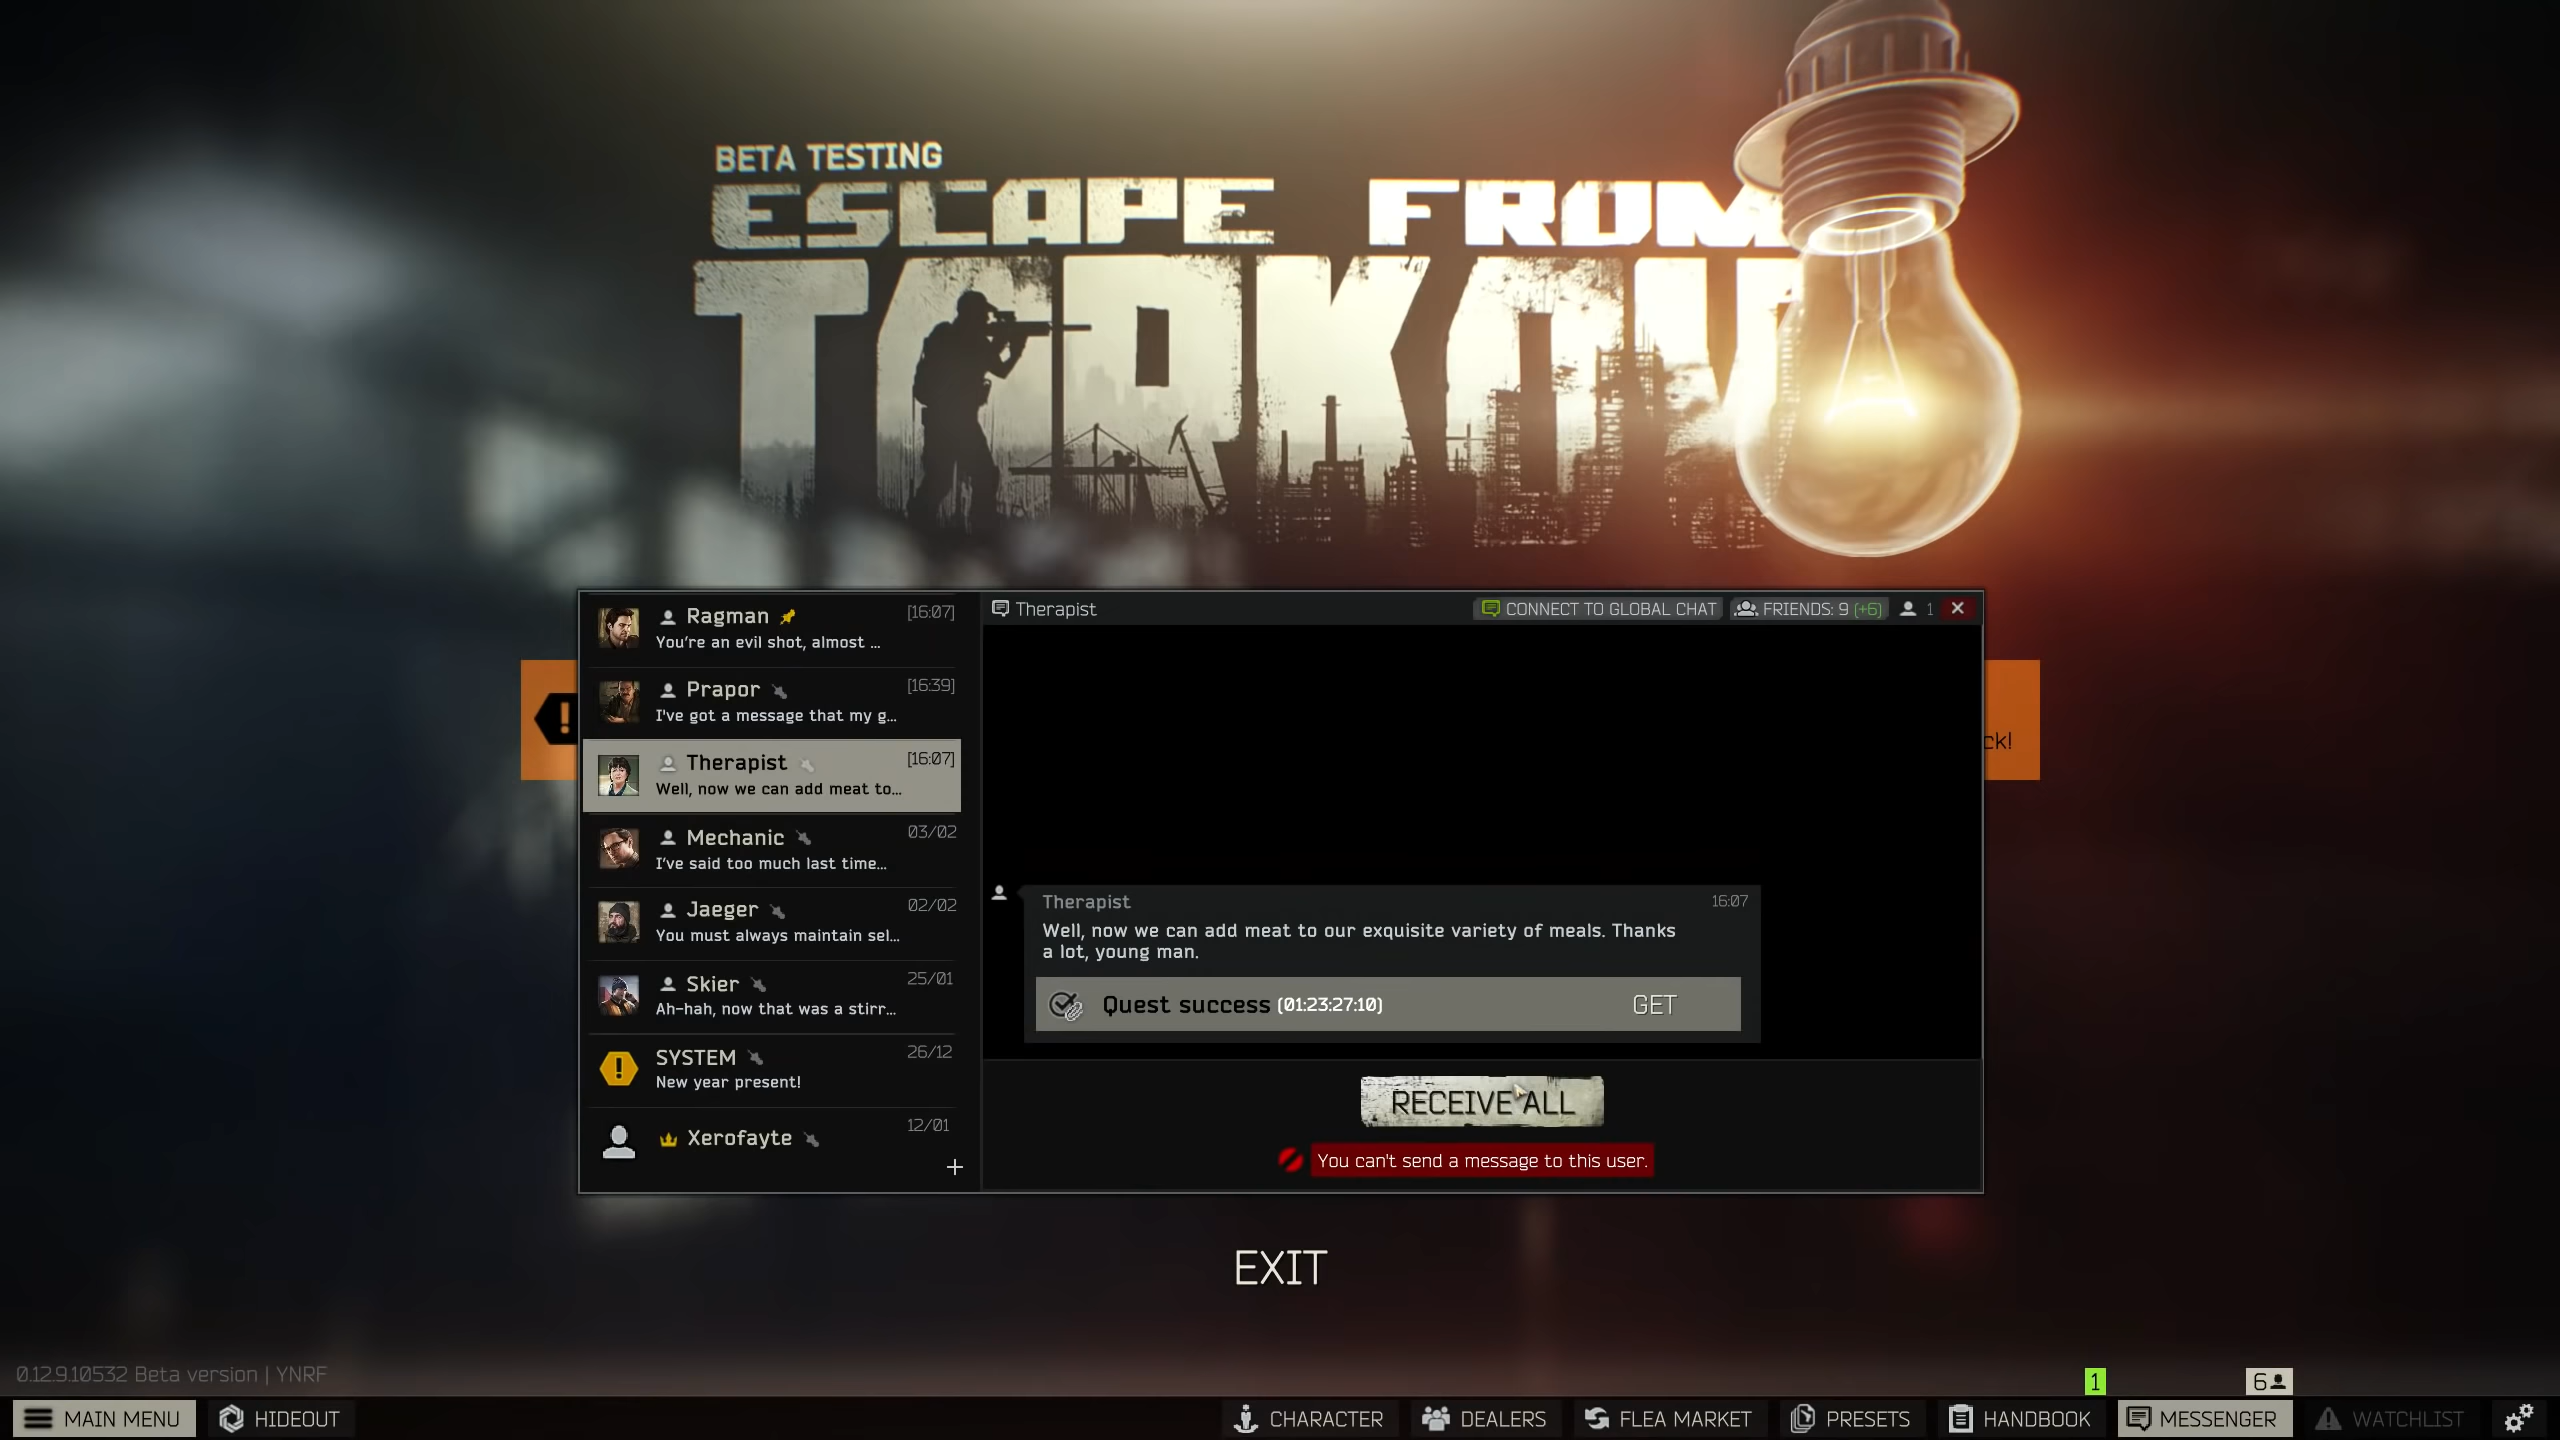 BETA TESTING
ESCAPE FROM
TARKOV
Ragman [16:07]
You're an evil shot, almost ...
Prapor [16:39]
I've got a message that my g...
Therapist [16:07]
Well, now we can add meat to...
Mechanic 03/02
I've said too much last time...
Jaeger 02/02
You must always maintain sel...
Skier 25/01
Ah-hah, now that was a stirr...
SYSTEM 26/12
New year present!
Xerofayte 12/01
+
Therapist
CONNECT TO GLOBAL CHAT
FRIENDS: 9 (+6)
1
ck!
Therapist 16:07
Well, now we can add meat to our exquisite variety of meals. Thanks
a lot, young man.
Quest success (01:23:27:10) GET
RECEIVE ALL
You can't send a message to this user.
EXIT
0.12.9.10532 Beta version | YNRF
1
6
MAIN MENU
HIDEOUT
CHARACTER
DEALERS
FLEA MARKET
PRESETS
HANDBOOK
MESSENGER
WATCHLIST